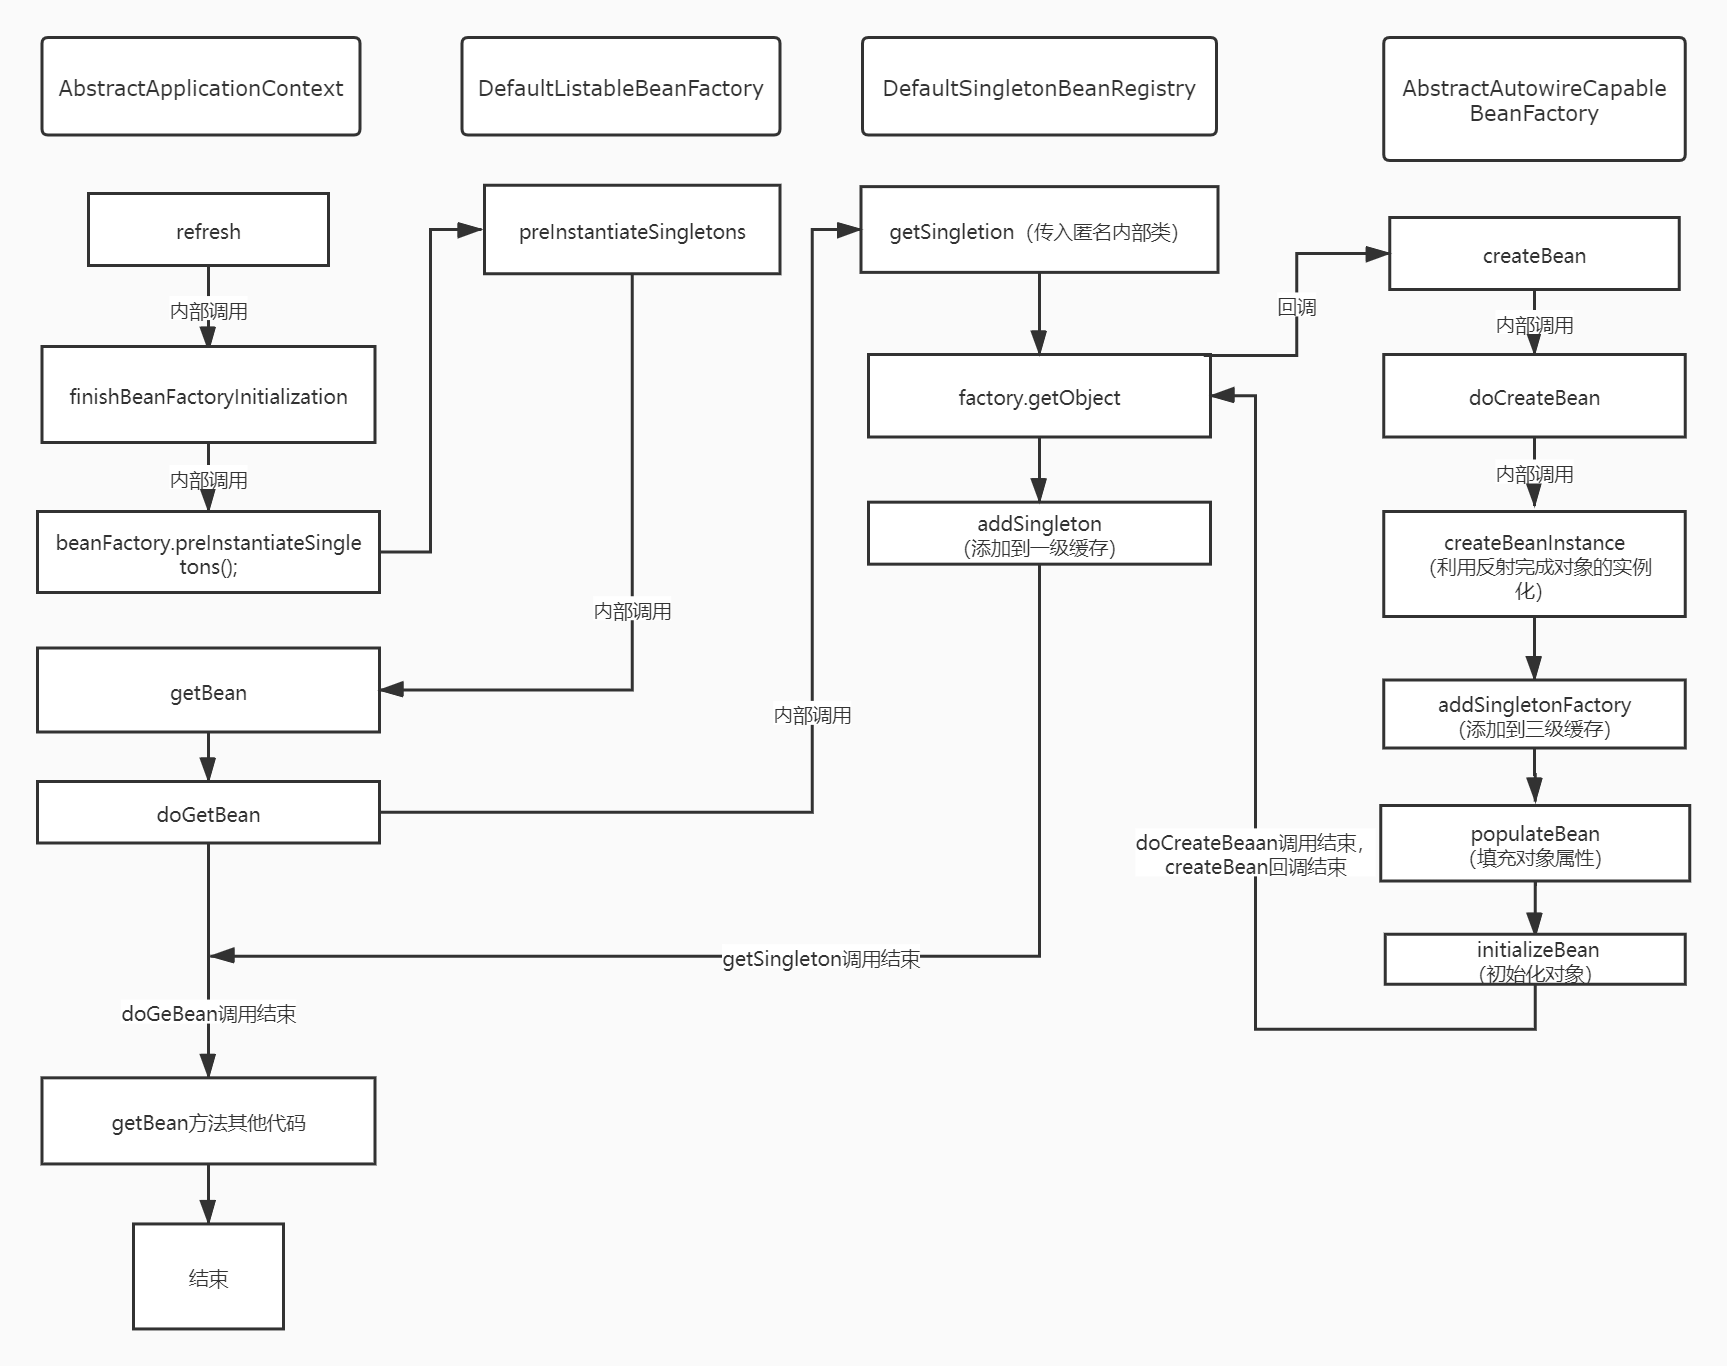 AbstractApplicationContext
DefaultListableBeanFactory
DefaultSingletonBeanRegistry
AbstractAutowireCapable
BeanFactory
refresh
内部调用
finishBeanFactoryInitialization
内部调用
beanFactory.preInstantiateSingle
tons();
getBean
doGetBean
doGeBean调用结束
getBean方法其他代码
结束
preInstantiateSingletons
内部调用
内部调用
getSingletion（传入匿名内部类）
factory.getObject
addSingleton
（添加到一级缓存）
getSingleton调用结束
回调
doCreateBeaan调用结束，
createBean回调结束
createBean
内部调用
doCreateBean
内部调用
createBeanInstance
（利用反射完成对象的实例
化）
addSingletonFactory
（添加到三级缓存）
populateBean
（填充对象属性）
initializeBean
（初始化对象）